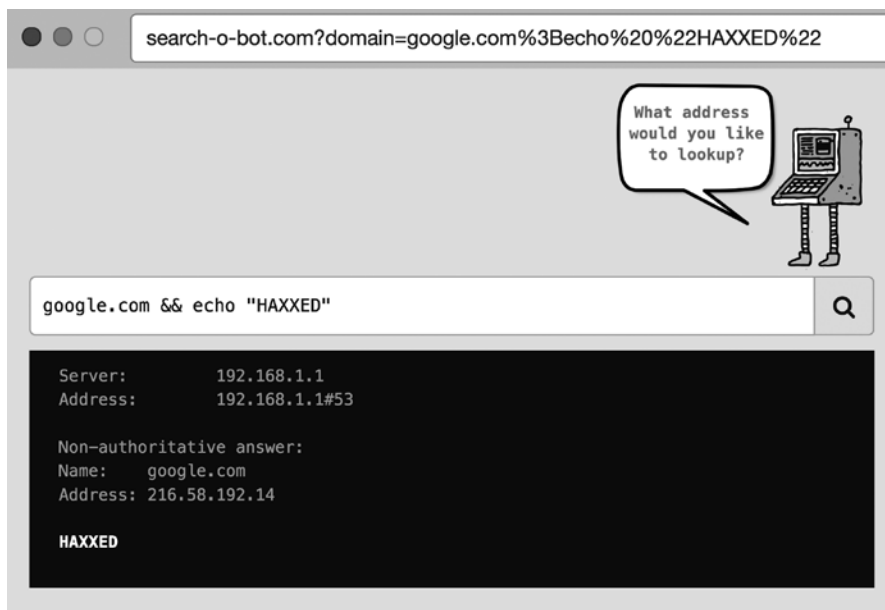 search-o-bot.com?domain=google.com%3Becho%20%22HAXXED%22
What address
would you like
to lookup?
google.com && echo "HAXXED"
Server: 192.168.1.1
Address: 192.168.1.1#53
Non-authoritative answer:
Name: google.com
Address: 216.58.192.14
HAXXED